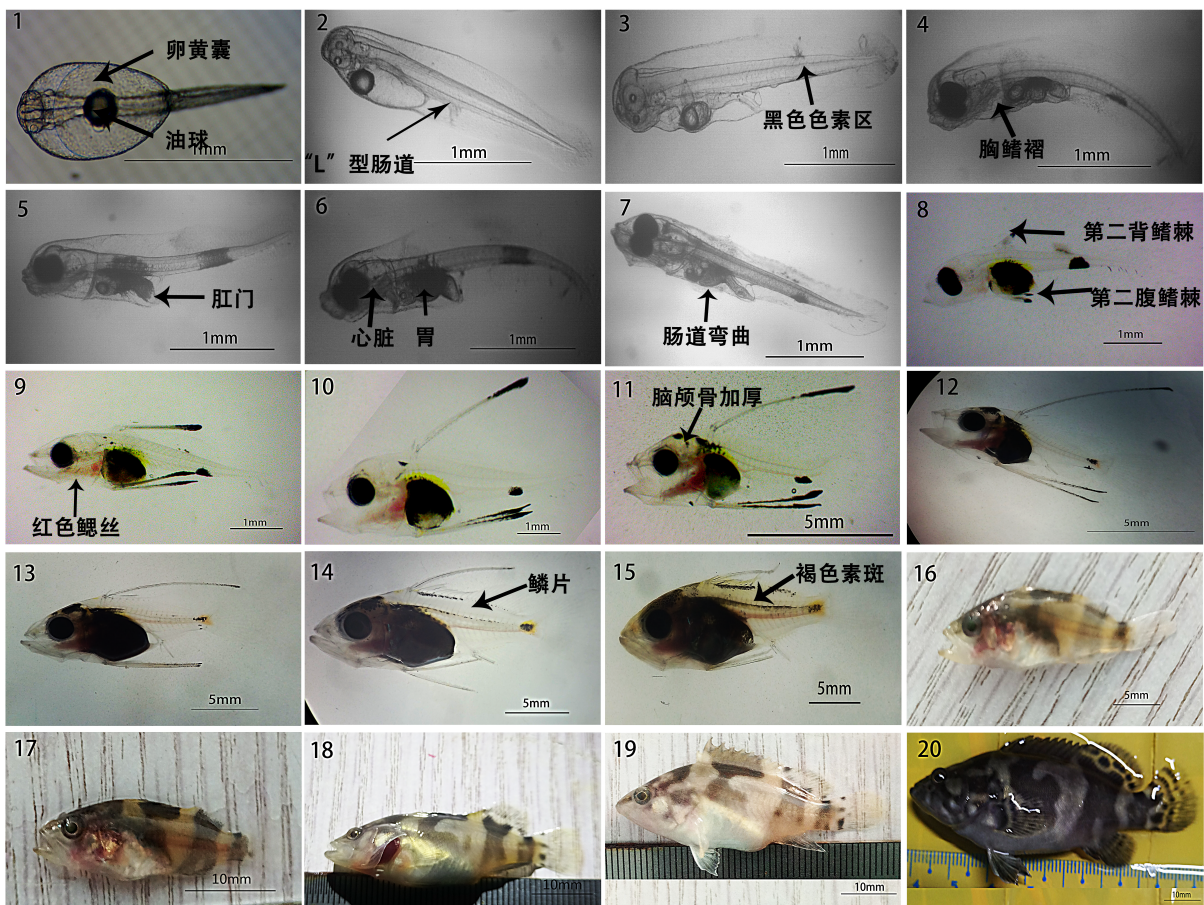 1
卵黄囊
油球
1mm
2
“L”型肠道
1mm
3
黑色色素区
1mm
4
胸鳍褶
1mm
5
肛门
1mm
6
心脏
胃
1mm
7
肠道弯曲
1mm
8
第二背鳍棘
第二腹鳍棘
1mm
9
红色鳃丝
1mm
10
1mm
11
脑颅骨加厚
5mm
12
5mm
13
5mm
14
鳞片
5mm
15
褐色素斑
5mm
16
5mm
17
10mm
18
10mm
19
10mm
20
10mm